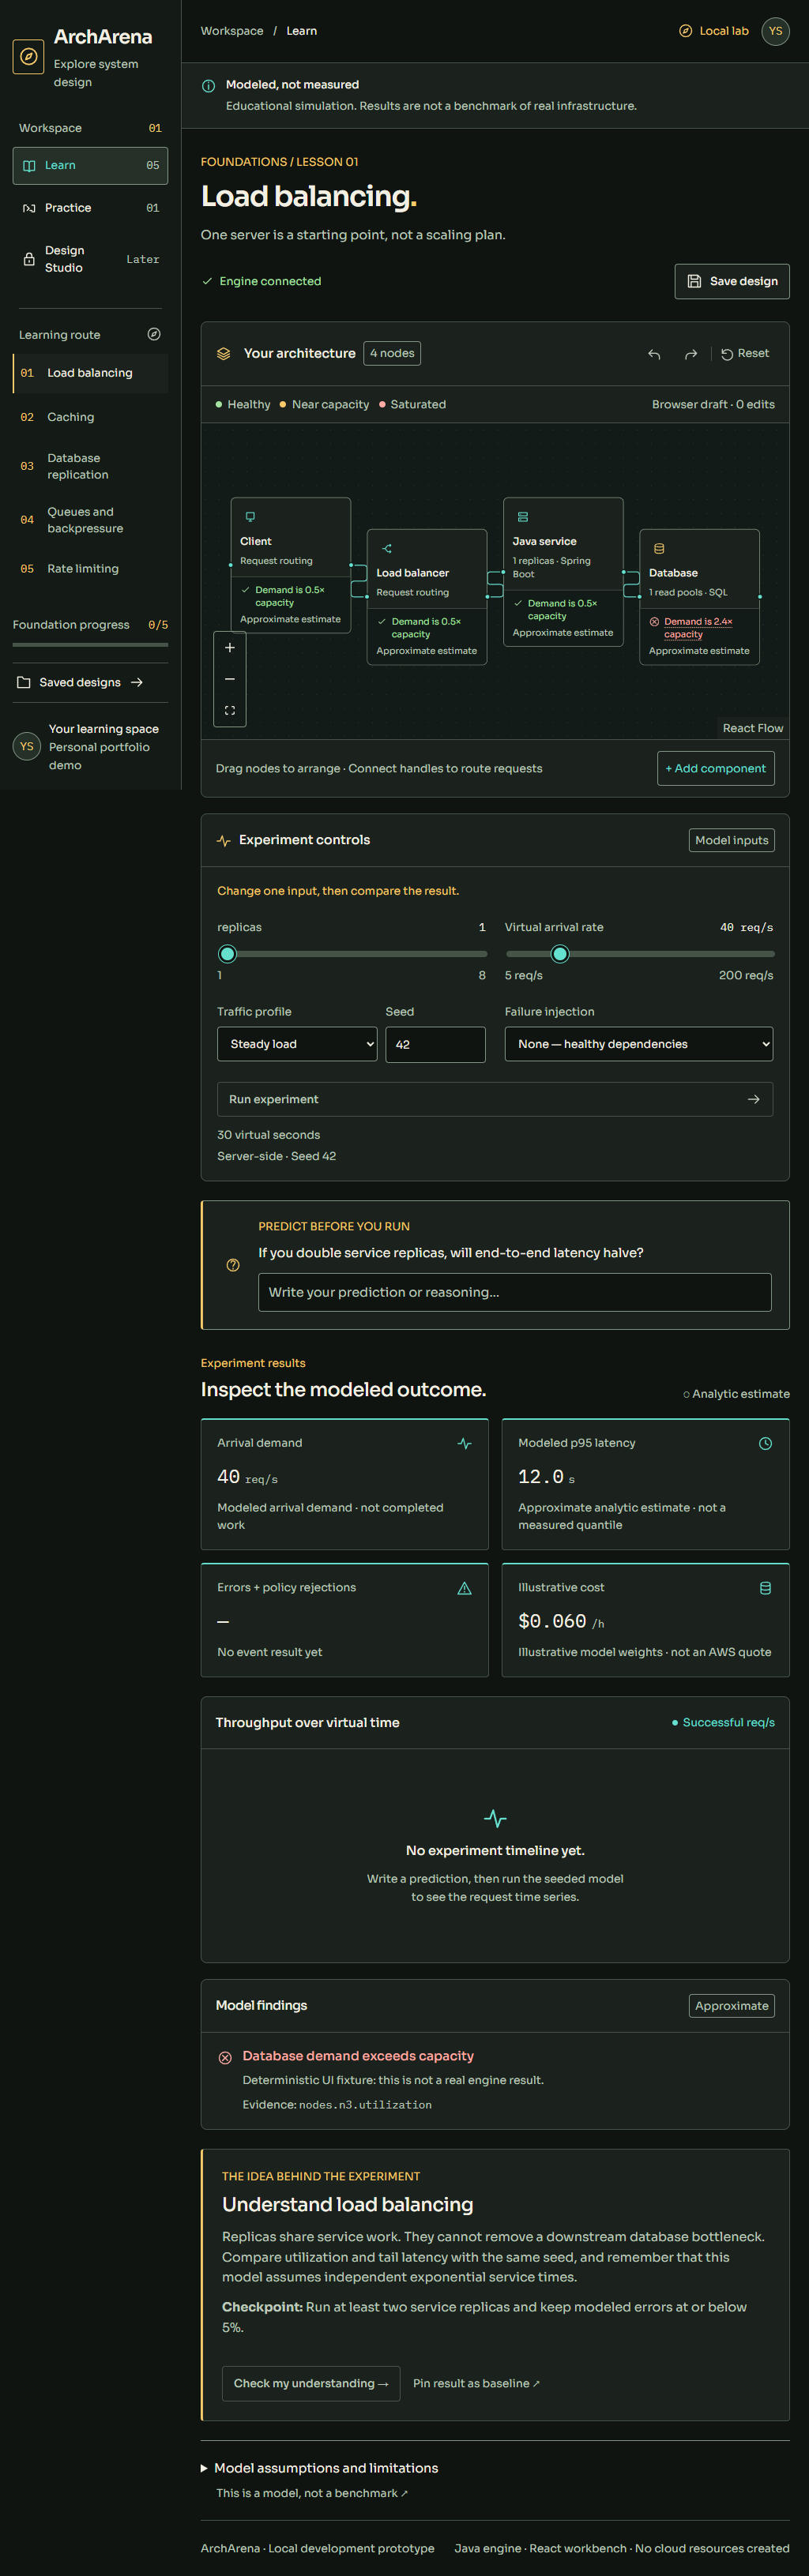 ArchArena
Explore system
design
Workspace 01
Learn 05
Practice 01
Design
Studio
Later
Learning route
01 Load balancing
02 Caching
03 Database
replication
04 Queues and
backpressure
05 Rate limiting
Foundation progress 0/5
Saved designs →
YS
Your learning space
Personal portfolio
demo
Workspace / Learn
Local lab YS
Modeled, not measured
Educational simulation. Results are not a benchmark of real infrastructure.
FOUNDATIONS / LESSON 01
Load balancing.
One server is a starting point, not a scaling plan.
Engine connected
Save design
Your architecture 4 nodes
Reset
Healthy Near capacity Saturated
Browser draft · 0 edits
Client
Request routing
Demand is 0.5×
capacity
Approximate estimate
Load balancer
Request routing
Demand is 0.5×
capacity
Approximate estimate
Java service
1 replicas · Spring
Boot
Demand is 0.5×
capacity
Approximate estimate
Database
1 read pools · SQL
Demand is 2.4×
capacity
Approximate estimate
React Flow
Drag nodes to arrange · Connect handles to route requests
+ Add component
Experiment controls
Model inputs
Change one input, then compare the result.
replicas 1
1 8
Virtual arrival rate 40 req/s
5 req/s 200 req/s
Traffic profile
Steady load
Seed
42
Failure injection
None — healthy dependencies
Run experiment →
30 virtual seconds
Server-side · Seed 42
PREDICT BEFORE YOU RUN
If you double service replicas, will end-to-end latency halve?
Write your prediction or reasoning...
Experiment results
Inspect the modeled outcome.
○ Analytic estimate
Arrival demand
40 req/s
Modeled arrival demand · not completed
work
Modeled p95 latency
12.0 s
Approximate analytic estimate · not a
measured quantile
Errors + policy rejections
—
No event result yet
Illustrative cost
$0.060 /h
Illustrative model weights · not an AWS quote
Throughput over virtual time
Successful req/s
No experiment timeline yet.
Write a prediction, then run the seeded model
to see the request time series.
Model findings
Approximate
Database demand exceeds capacity
Deterministic UI fixture: this is not a real engine result.
Evidence: nodes.n3.utilization
THE IDEA BEHIND THE EXPERIMENT
Understand load balancing
Replicas share service work. They cannot remove a downstream database bottleneck.
Compare utilization and tail latency with the same seed, and remember that this
model assumes independent exponential service times.
Checkpoint: Run at least two service replicas and keep modeled errors at or below
5%.
Check my understanding →
Pin result as baseline ↗
▶ Model assumptions and limitations
This is a model, not a benchmark ↗
ArchArena · Local development prototype
Java engine · React workbench · No cloud resources created